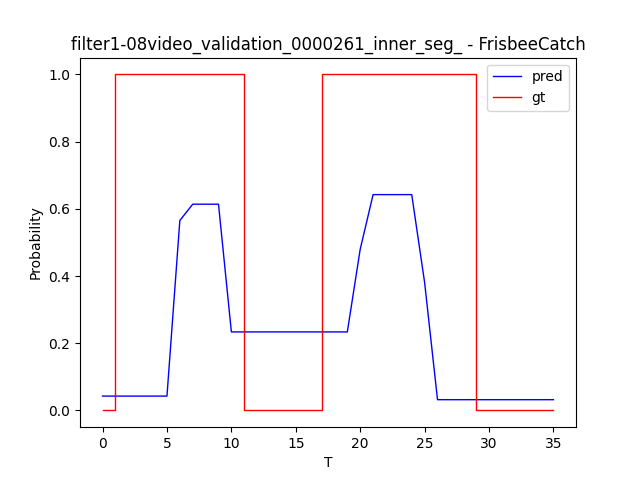 filter1-08video_validation_0000261_inner_seg_ - FrisbeeCatch
pred
gt
1.0
0.8
0.6
0.4
0.2
0.0
Probability
0 5 10 15 20 25 30 35
T